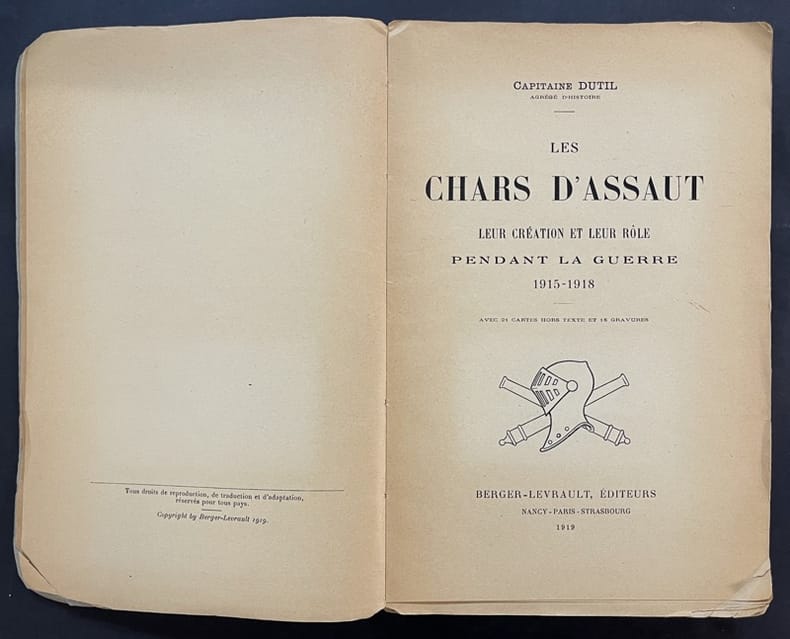 Tous droits de reproduction, de traduction et d'adaptation,
réservés pour tous pays.
Copyright by Berger-Levrault 1919.
CAPITAINE DUTIL
AGRÉGÉ D'HISTOIRE
LES
CHARS D'ASSAUT
LEUR CRÉATION ET LEUR RÔLE
PENDANT LA GUERRE
1915-1918
AVEC 21 CARTES HORS TEXTE ET 18 GRAVURES
BERGER-LEVRAULT, ÉDITEURS
NANCY-PARIS-STRASBOURG
1919